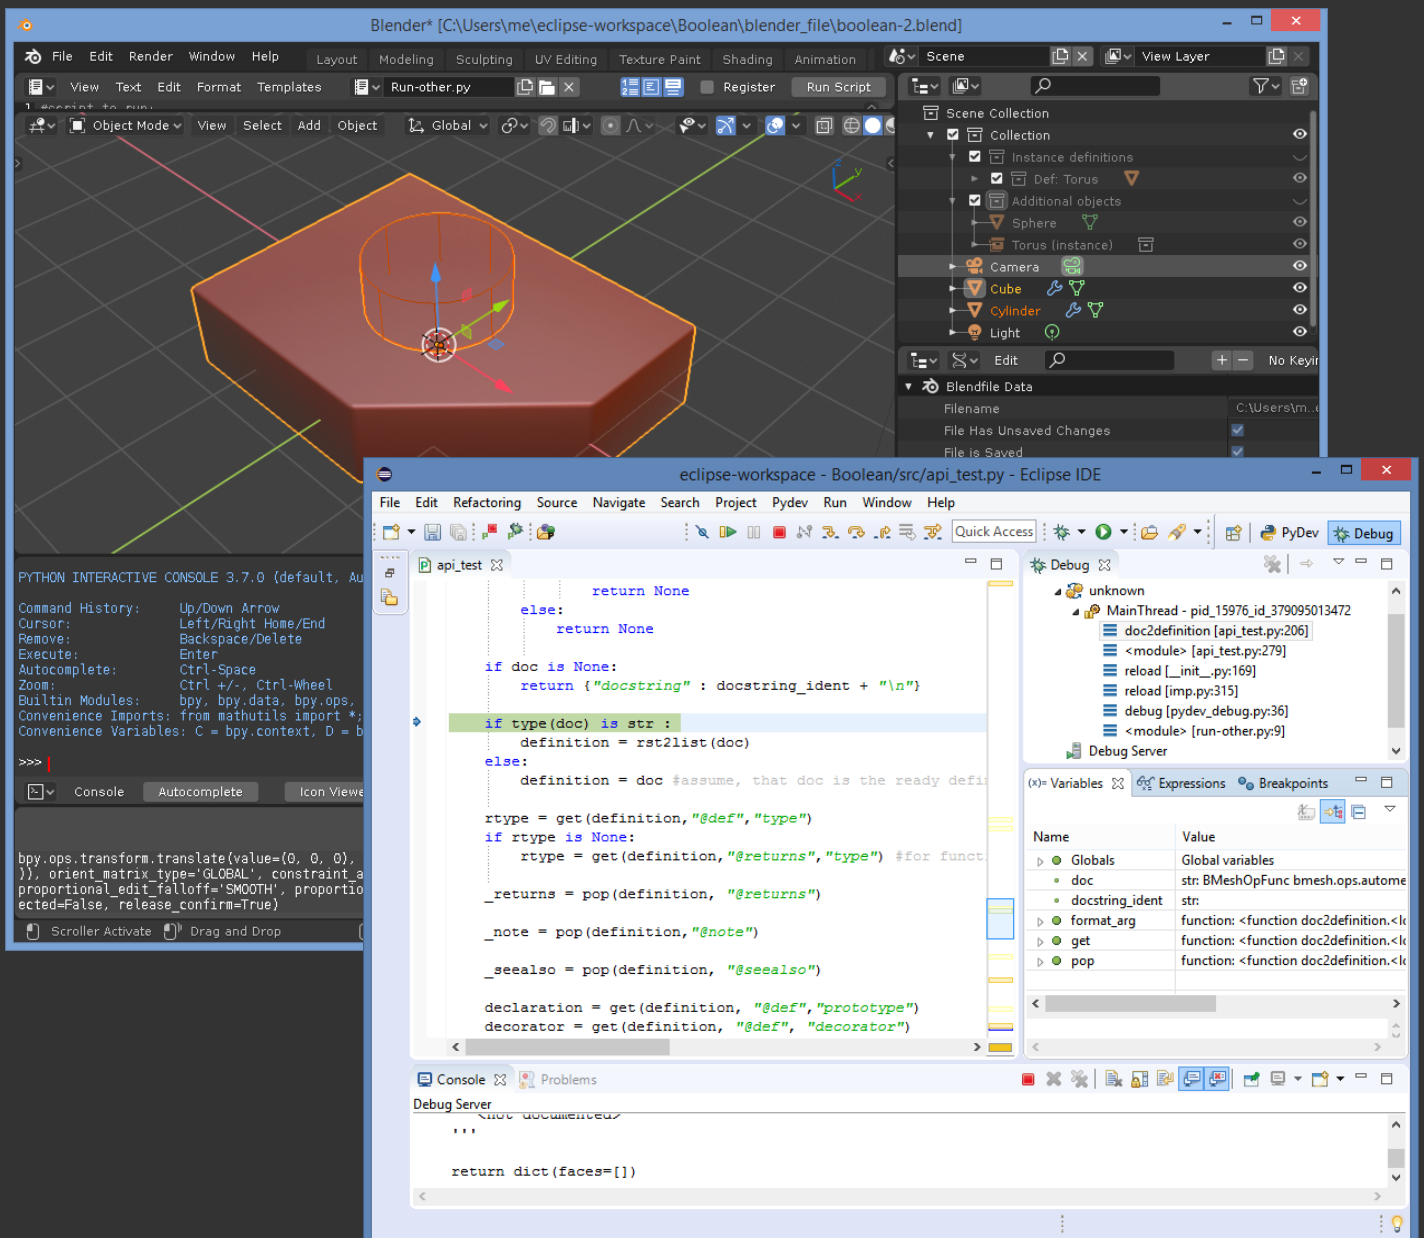 Blender* [C:\Users\me\eclipse-workspace\Boolean\blender_file\boolean-2.blend]
File Edit Render Window Help Layout Modeling Sculpting UV Editing Texture Paint Shading Animation Scene View Layer
View Text Edit Format Templates Run-other.py Register Run Script
1 #script to run:
Object Mode View Select Add Object Global
Scene Collection
Collection
Instance definitions
Def: Torus
Additional objects
Sphere
Torus (instance)
Camera
Cube
Cylinder
Light
Edit No Keyin
Blendfile Data
Filename C:\Users\m..e
File Has Unsaved Changes
File is Saved
z
y
x
PYTHON INTERACTIVE CONSOLE 3.7.0 (default, Au
Command History: Up/Down Arrow
Cursor: Left/Right Home/End
Remove: Backspace/Delete
Execute: Enter
Autocomplete: Ctrl-Space
Zoom: Ctrl +/-, Ctrl-Wheel
Builtin Modules: bpy, bpy.data, bpy.ops,
Convenience Imports: from mathutils import *;
Convenience Variables: C = bpy.context, D = b
>>>
Console Autocomplete Icon Viewe
bpy.ops.transform.translate(value=(0, 0, 0),
)), orient_matrix_type='GLOBAL', constraint_a
proportional_edit_falloff='SMOOTH', proportio
ected=False, release_confirm=True)
Scroller Activate Drag and Drop
eclipse-workspace - Boolean/src/api_test.py - Eclipse IDE
File Edit Refactoring Source Navigate Search Project Pydev Run Window Help
Quick Access PyDev Debug
api_test
return None
else:
return None
if doc is None:
return {"docstring" : docstring_ident + "\n"}
if type(doc) is str :
definition = rst2list(doc)
else:
definition = doc #assume, that doc is the ready defi
rtype = get(definition,"@def","type")
if rtype is None:
rtype = get(definition,"@returns","type") #for funct
_returns = pop(definition,"@returns")
_note = pop(definition,"@note")
_seealso = pop(definition, "@seealso")
declaration = get(definition, "@def","prototype")
decorator = get(definition, "@def", "decorator")
Debug
unknown
MainThread - pid_15976_id_379095013472
doc2definition [api_test.py:206]
<module> [api_test.py:279]
reload [__init__.py:169]
reload [imp.py:315]
debug [pydev_debug.py:36]
<module> [run-other.py:9]
Debug Server
(x)= Variables Expressions Breakpoints
Name Value
Globals Global variables
doc str: BMeshOpFunc bmesh.ops.autome
docstring_ident str:
format_arg function: <function doc2definition.<lo
get function: <function doc2definition.<lo
pop function: <function doc2definition.<lo
Console Problems
Debug Server
<not documented>
'''
return dict(faces=[])